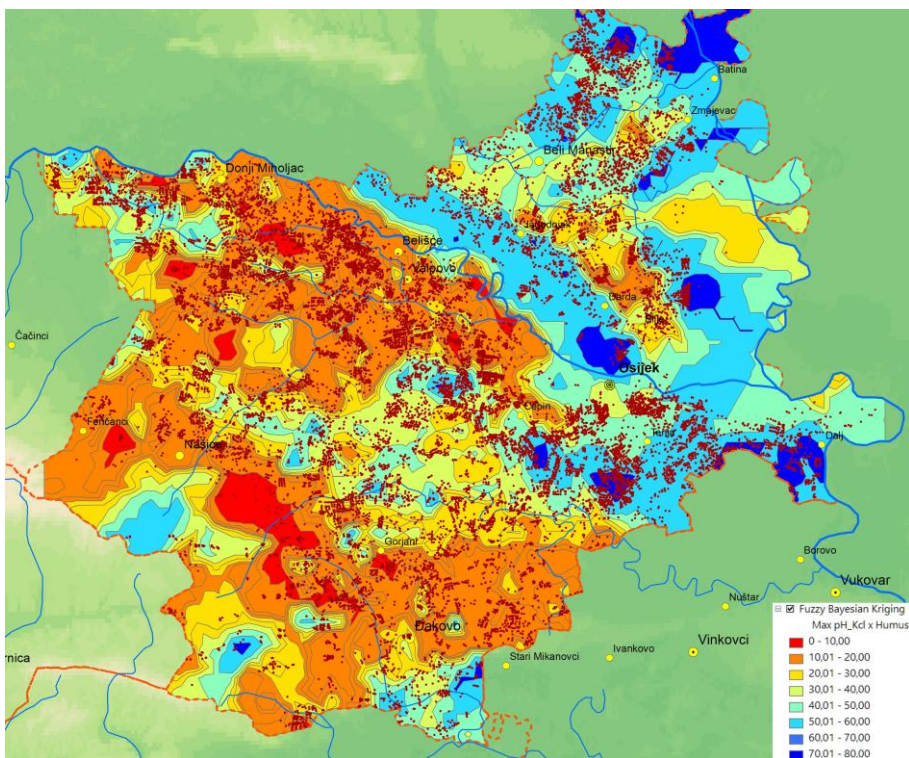 Batina
Zmajevac
Beli Manastir
Donji Miholjac
Belišće
Valpovo
Darda
Čačinci
Osijek
Čepin
Feričanci
Našice
Dalj
Gorjani
Borovo
Vukovar
Nuštar
Đakovo
Vinkovci
Ivankovo
Stari Mikanovci
rnica
Fuzzy Bayesian Kriging
Max pH_Kcl x Humus
0 - 10,00
10,01 - 20,00
20,01 - 30,00
30,01 - 40,00
40,01 - 50,00
50,01 - 60,00
60,01 - 70,00
70,01 - 80,00